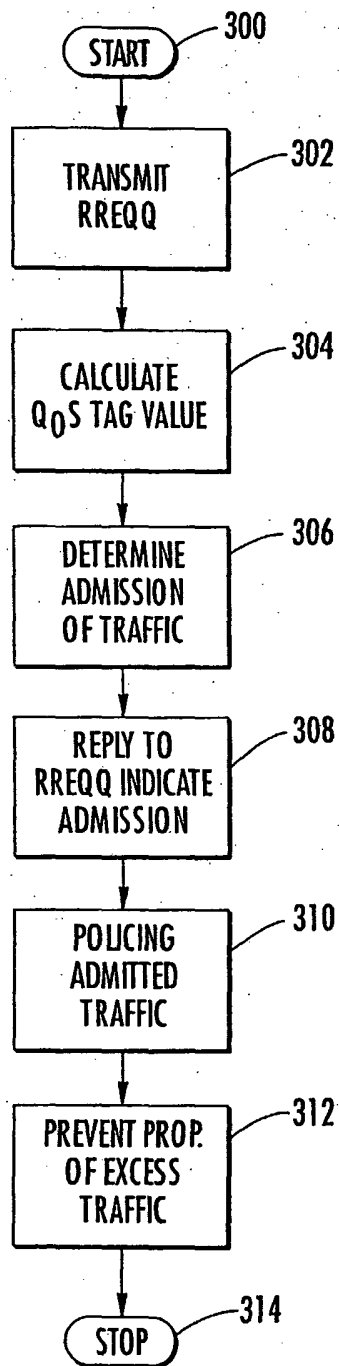 300
START
302
TRANSMIT
RREQQ
304
CALCULATE
QOS TAG VALUE
306
DETERMINE
ADMISSION
OF TRAFFIC
308
REPLY TO
RREQQ INDICATE
ADMISSION
310
POLICING
ADMITTED
TRAFFIC
312
PREVENT PROP.
OF EXCESS
TRAFFIC
314
STOP